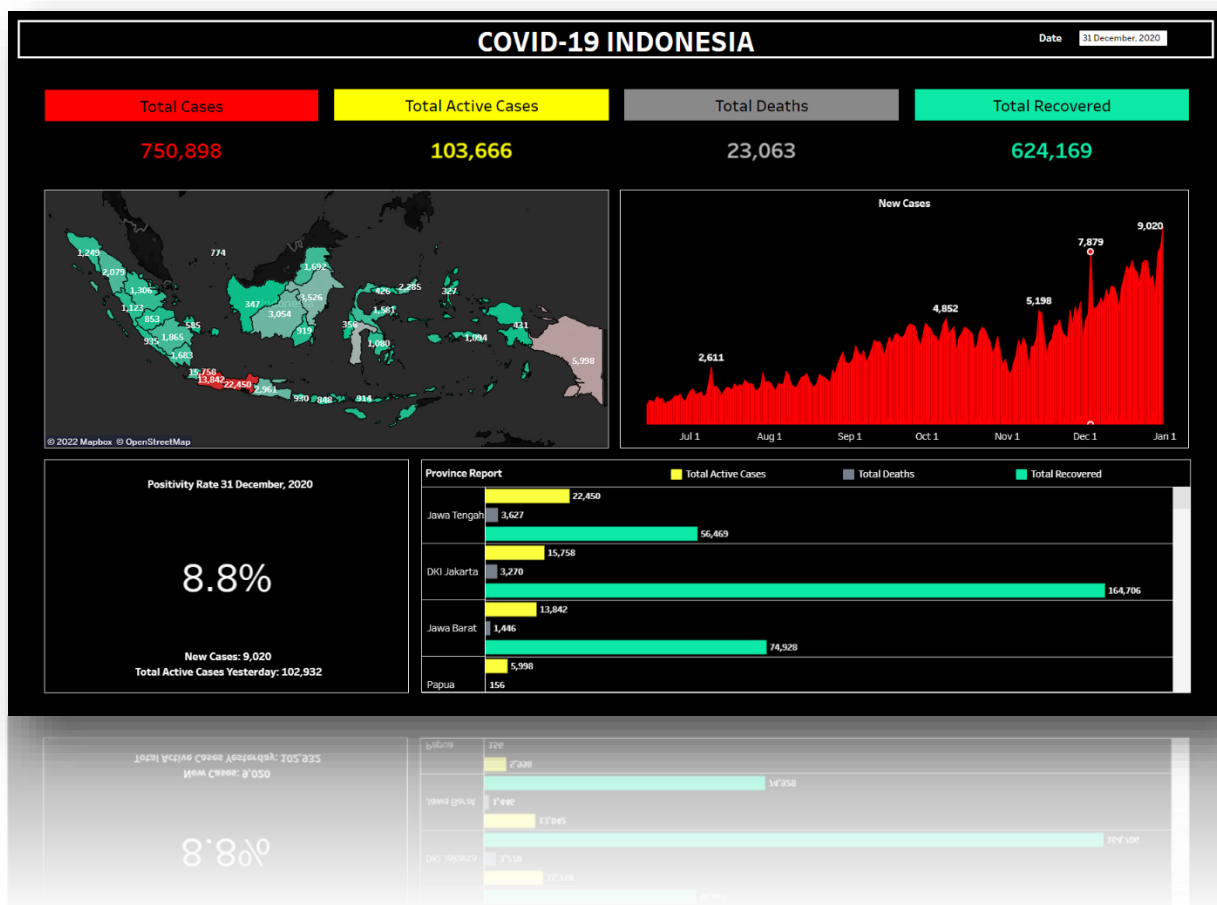 COVID-19 INDONESIA
Date 31 December, 2020
Total Cases
Total Active Cases
Total Deaths
Total Recovered
750,898
103,666
23,063
624,169
1,249
2,079
1,306
1,123
853
585
935
1,865
1,683
15,758
13,842
22,450
2,961
930
848
914
774
347
1,692
3,526
3,054
919
356
426
2,285
1,581
1,080
327
1,094
431
5,998
© 2022 Mapbox © OpenStreetMap
New Cases
9,020
7,879
5,198
4,852
2,611
Jul 1
Aug 1
Sep 1
Oct 1
Nov 1
Dec 1
Jan 1
Positivity Rate 31 December, 2020
8.8%
New Cases: 9,020
Total Active Cases Yesterday: 102,932
Province Report
Total Active Cases
Total Deaths
Total Recovered
Jawa Tengah
22,450
3,627
56,469
DKI Jakarta
15,758
3,270
164,706
Jawa Barat
13,842
1,446
74,928
Papua
5,998
156